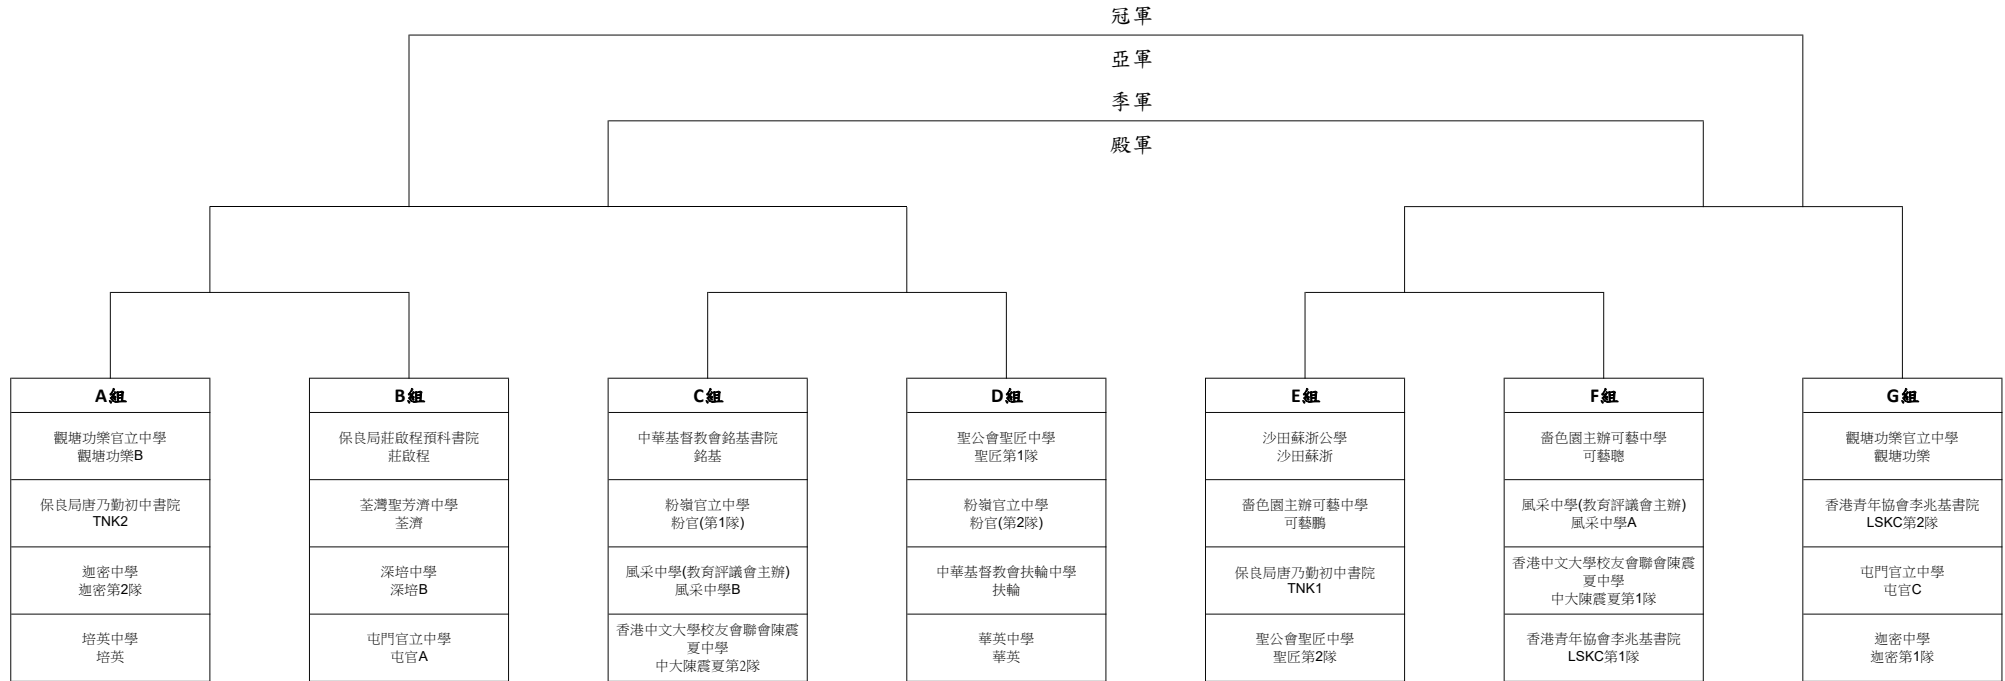 冠軍
亞軍
季軍
殿軍
A組
觀塘功樂官立中學
觀塘功樂B
保良局唐乃勤初中書院
TNK2
迦密中學
迦密第2隊
培英中學
培英
B組
保良局莊啟程預科書院
莊啟程
荃灣聖芳濟中學
荃濟
深培中學
深培B
屯門官立中學
屯官A
C組
中華基督教會銘基書院
銘基
粉嶺官立中學
粉官(第1隊)
風采中學(教育評議會主辦)
風采中學B
香港中文大學校友會聯會陳震
夏中學
中大陳震夏第2隊
D組
聖公會聖匠中學
聖匠第1隊
粉嶺官立中學
粉官(第2隊)
中華基督教會扶輪中學
扶輪
華英中學
華英
E組
沙田蘇浙公學
沙田蘇浙
嗇色園主辦可藝中學
可藝鵬
保良局唐乃勤初中書院
TNK1
聖公會聖匠中學
聖匠第2隊
F組
嗇色園主辦可藝中學
可藝聰
風采中學(教育評議會主辦)
風采中學A
香港中文大學校友會聯會陳震
夏中學
中大陳震夏第1隊
香港青年協會李兆基書院
LSKC第1隊
G組
觀塘功樂官立中學
觀塘功樂
香港青年協會李兆基書院
LSKC第2隊
屯門官立中學
屯官C
迦密中學
迦密第1隊